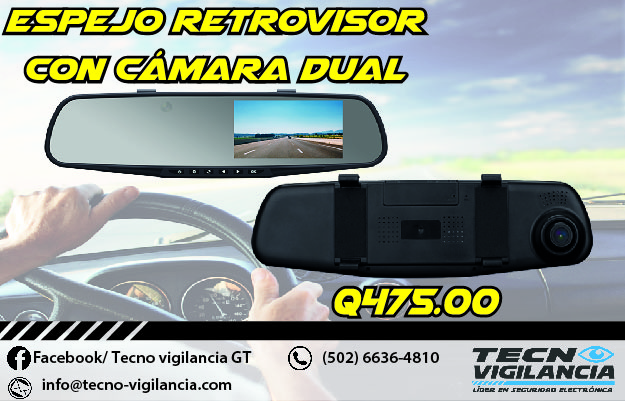 ESPEJO RETROVISOR
CON CÁMARA DUAL
Q475.00
Facebook/ Tecno vigilancia GT
(502) 6636-4810
info@tecno-vigilancia.com
TECNO
VIGILANCIA
LÍDER EN SEGURIDAD ELECTRÓNICA